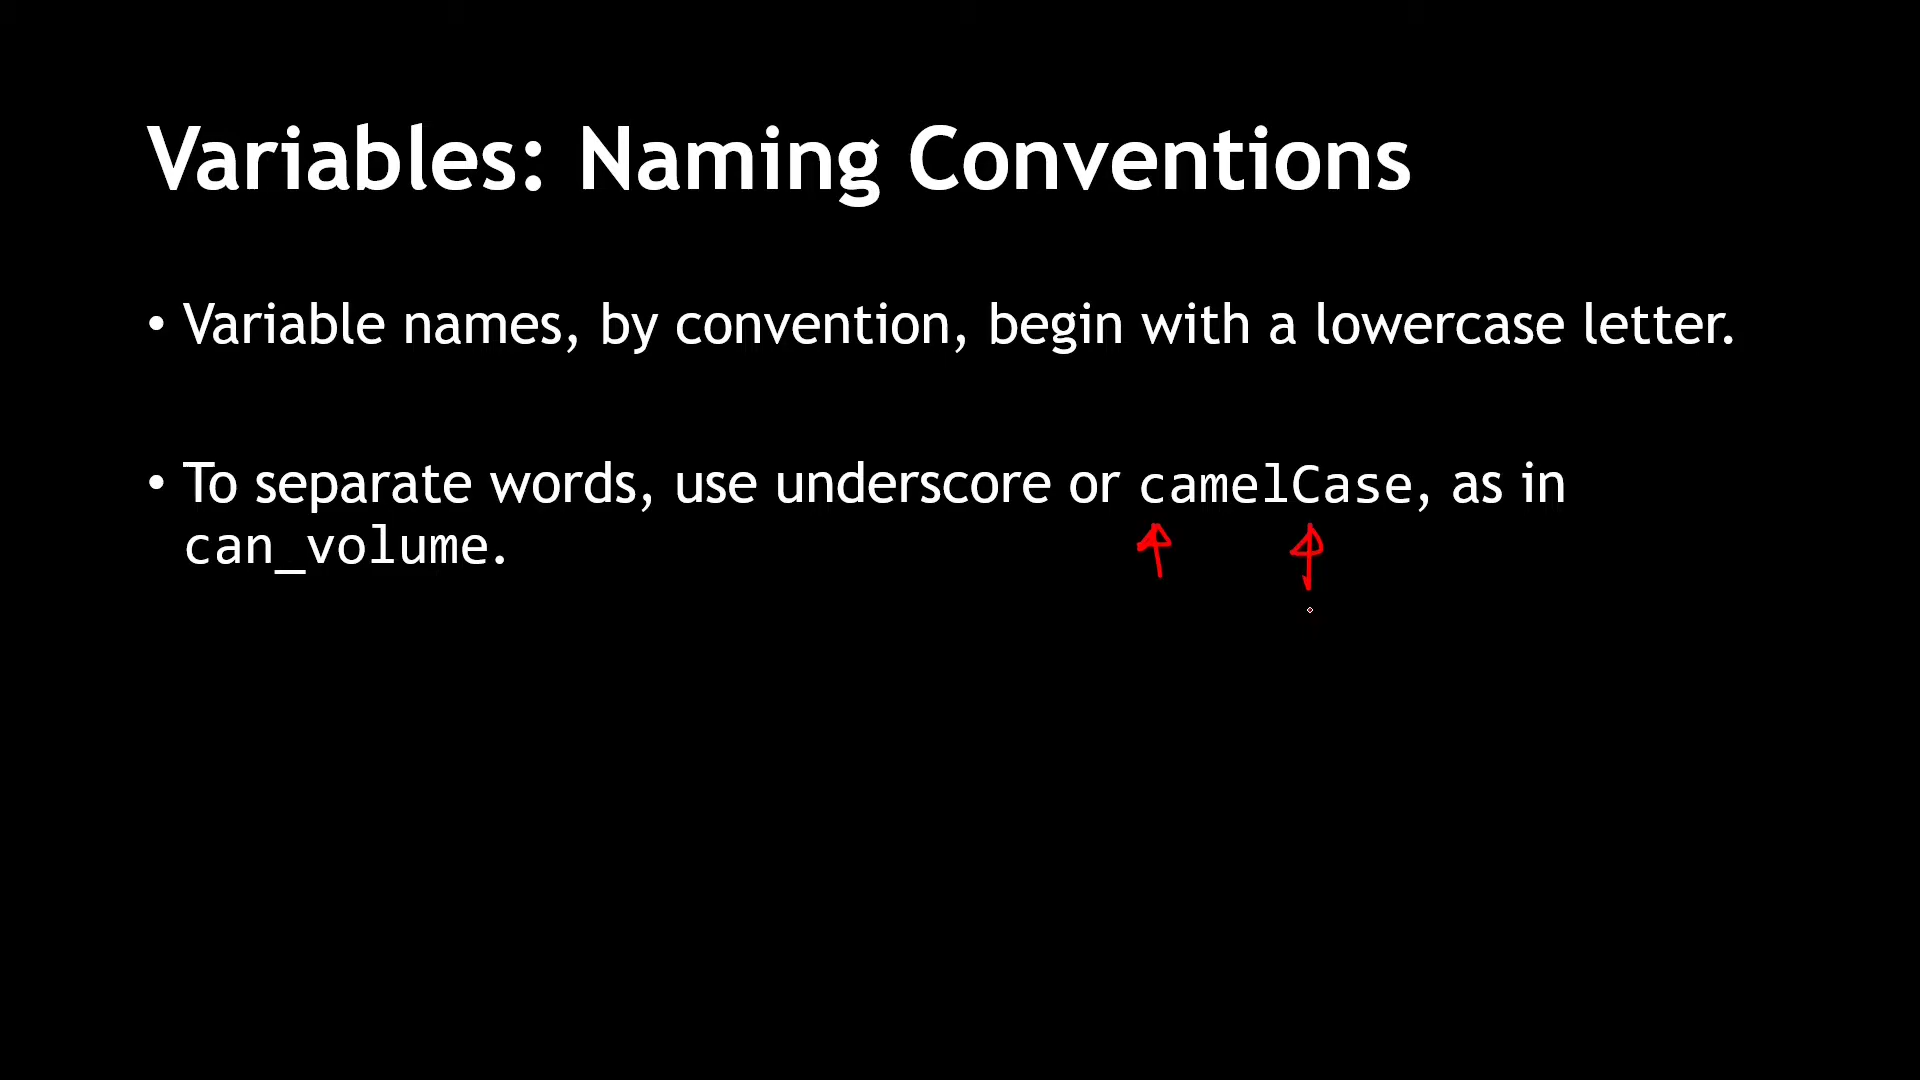 Variables: Naming Conventions
• Variable names, by convention, begin with a lowercase letter.
• To separate words, use underscore or camelCase, as in
can_volume.